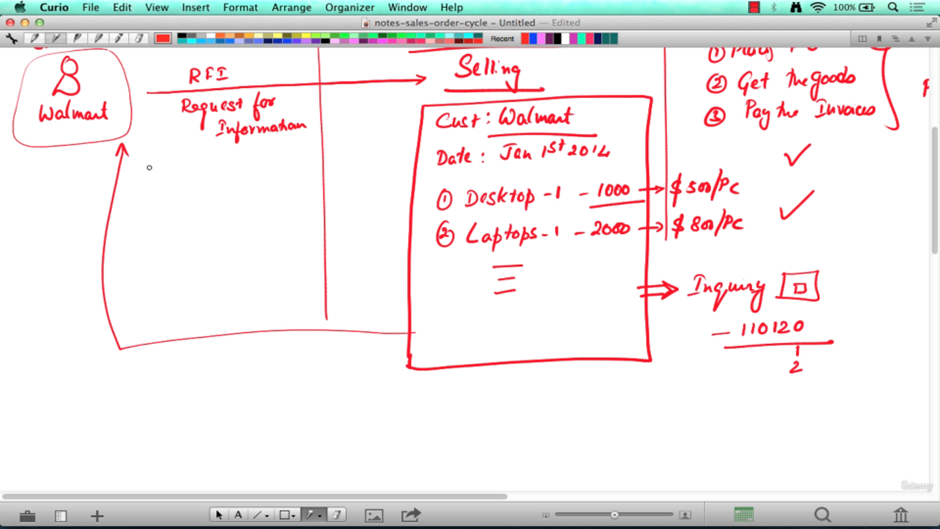 Curio File Edit View Insert Format Arrange Organizer Window Help 100%
notes-sales-order-cycle - Untitled — Edited
Recent
RFI
Request for
Information
Walmart
Selling
Cust : Walmart
Date : Jan 1st 2014
① Desktop - 1 - 1000 → $500/PC
② Laptops - 1 - 2000 → $800/PC
①
② Get the goods
③ Pay the Invoices
⇒ Inquiry
- 110120
1
2
A
Udemy